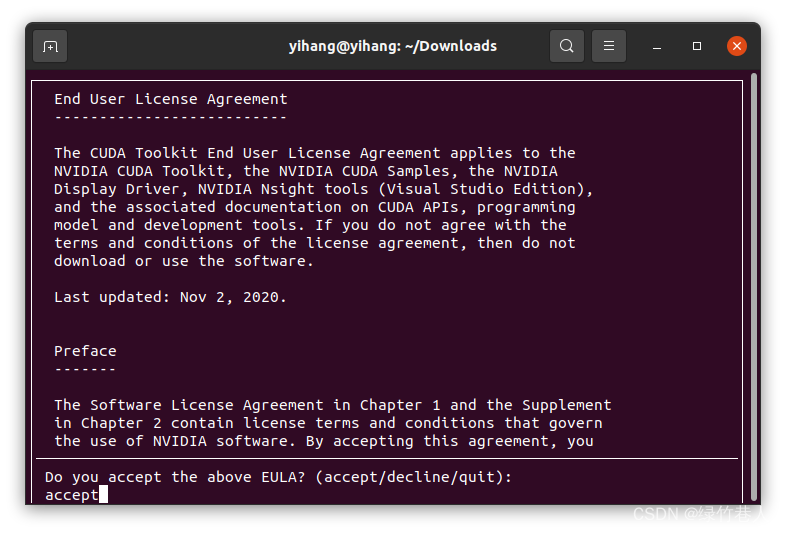 yihang@yihang: ~/Downloads
End User License Agreement
--------------------------
The CUDA Toolkit End User License Agreement applies to the
NVIDIA CUDA Toolkit, the NVIDIA CUDA Samples, the NVIDIA
Display Driver, NVIDIA Nsight tools (Visual Studio Edition),
and the associated documentation on CUDA APIs, programming
model and development tools. If you do not agree with the
terms and conditions of the license agreement, then do not
download or use the software.
Last updated: Nov 2, 2020.
Preface
-------
The Software License Agreement in Chapter 1 and the Supplement
in Chapter 2 contain license terms and conditions that govern
the use of NVIDIA software. By accepting this agreement, you
Do you accept the above EULA? (accept/decline/quit):
accept
CSDN @绿竹巷人